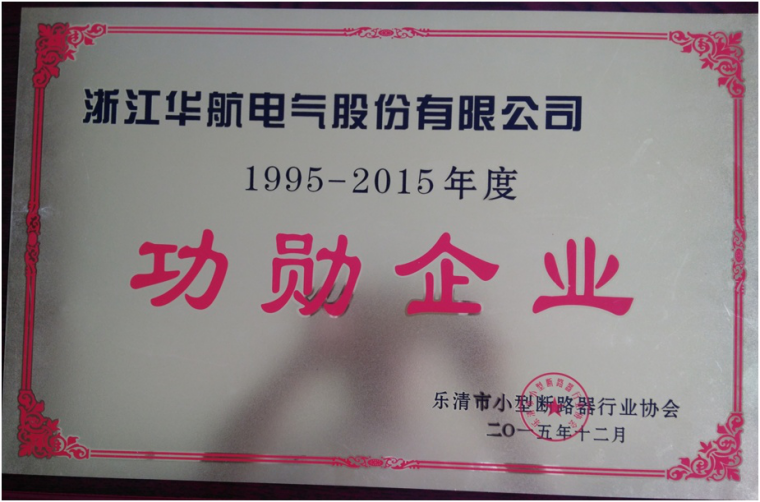 浙江华航电气股份有限公司
1995-2015年度
功勋企业
乐清市小型断路器行业协会
二〇一五年十二月